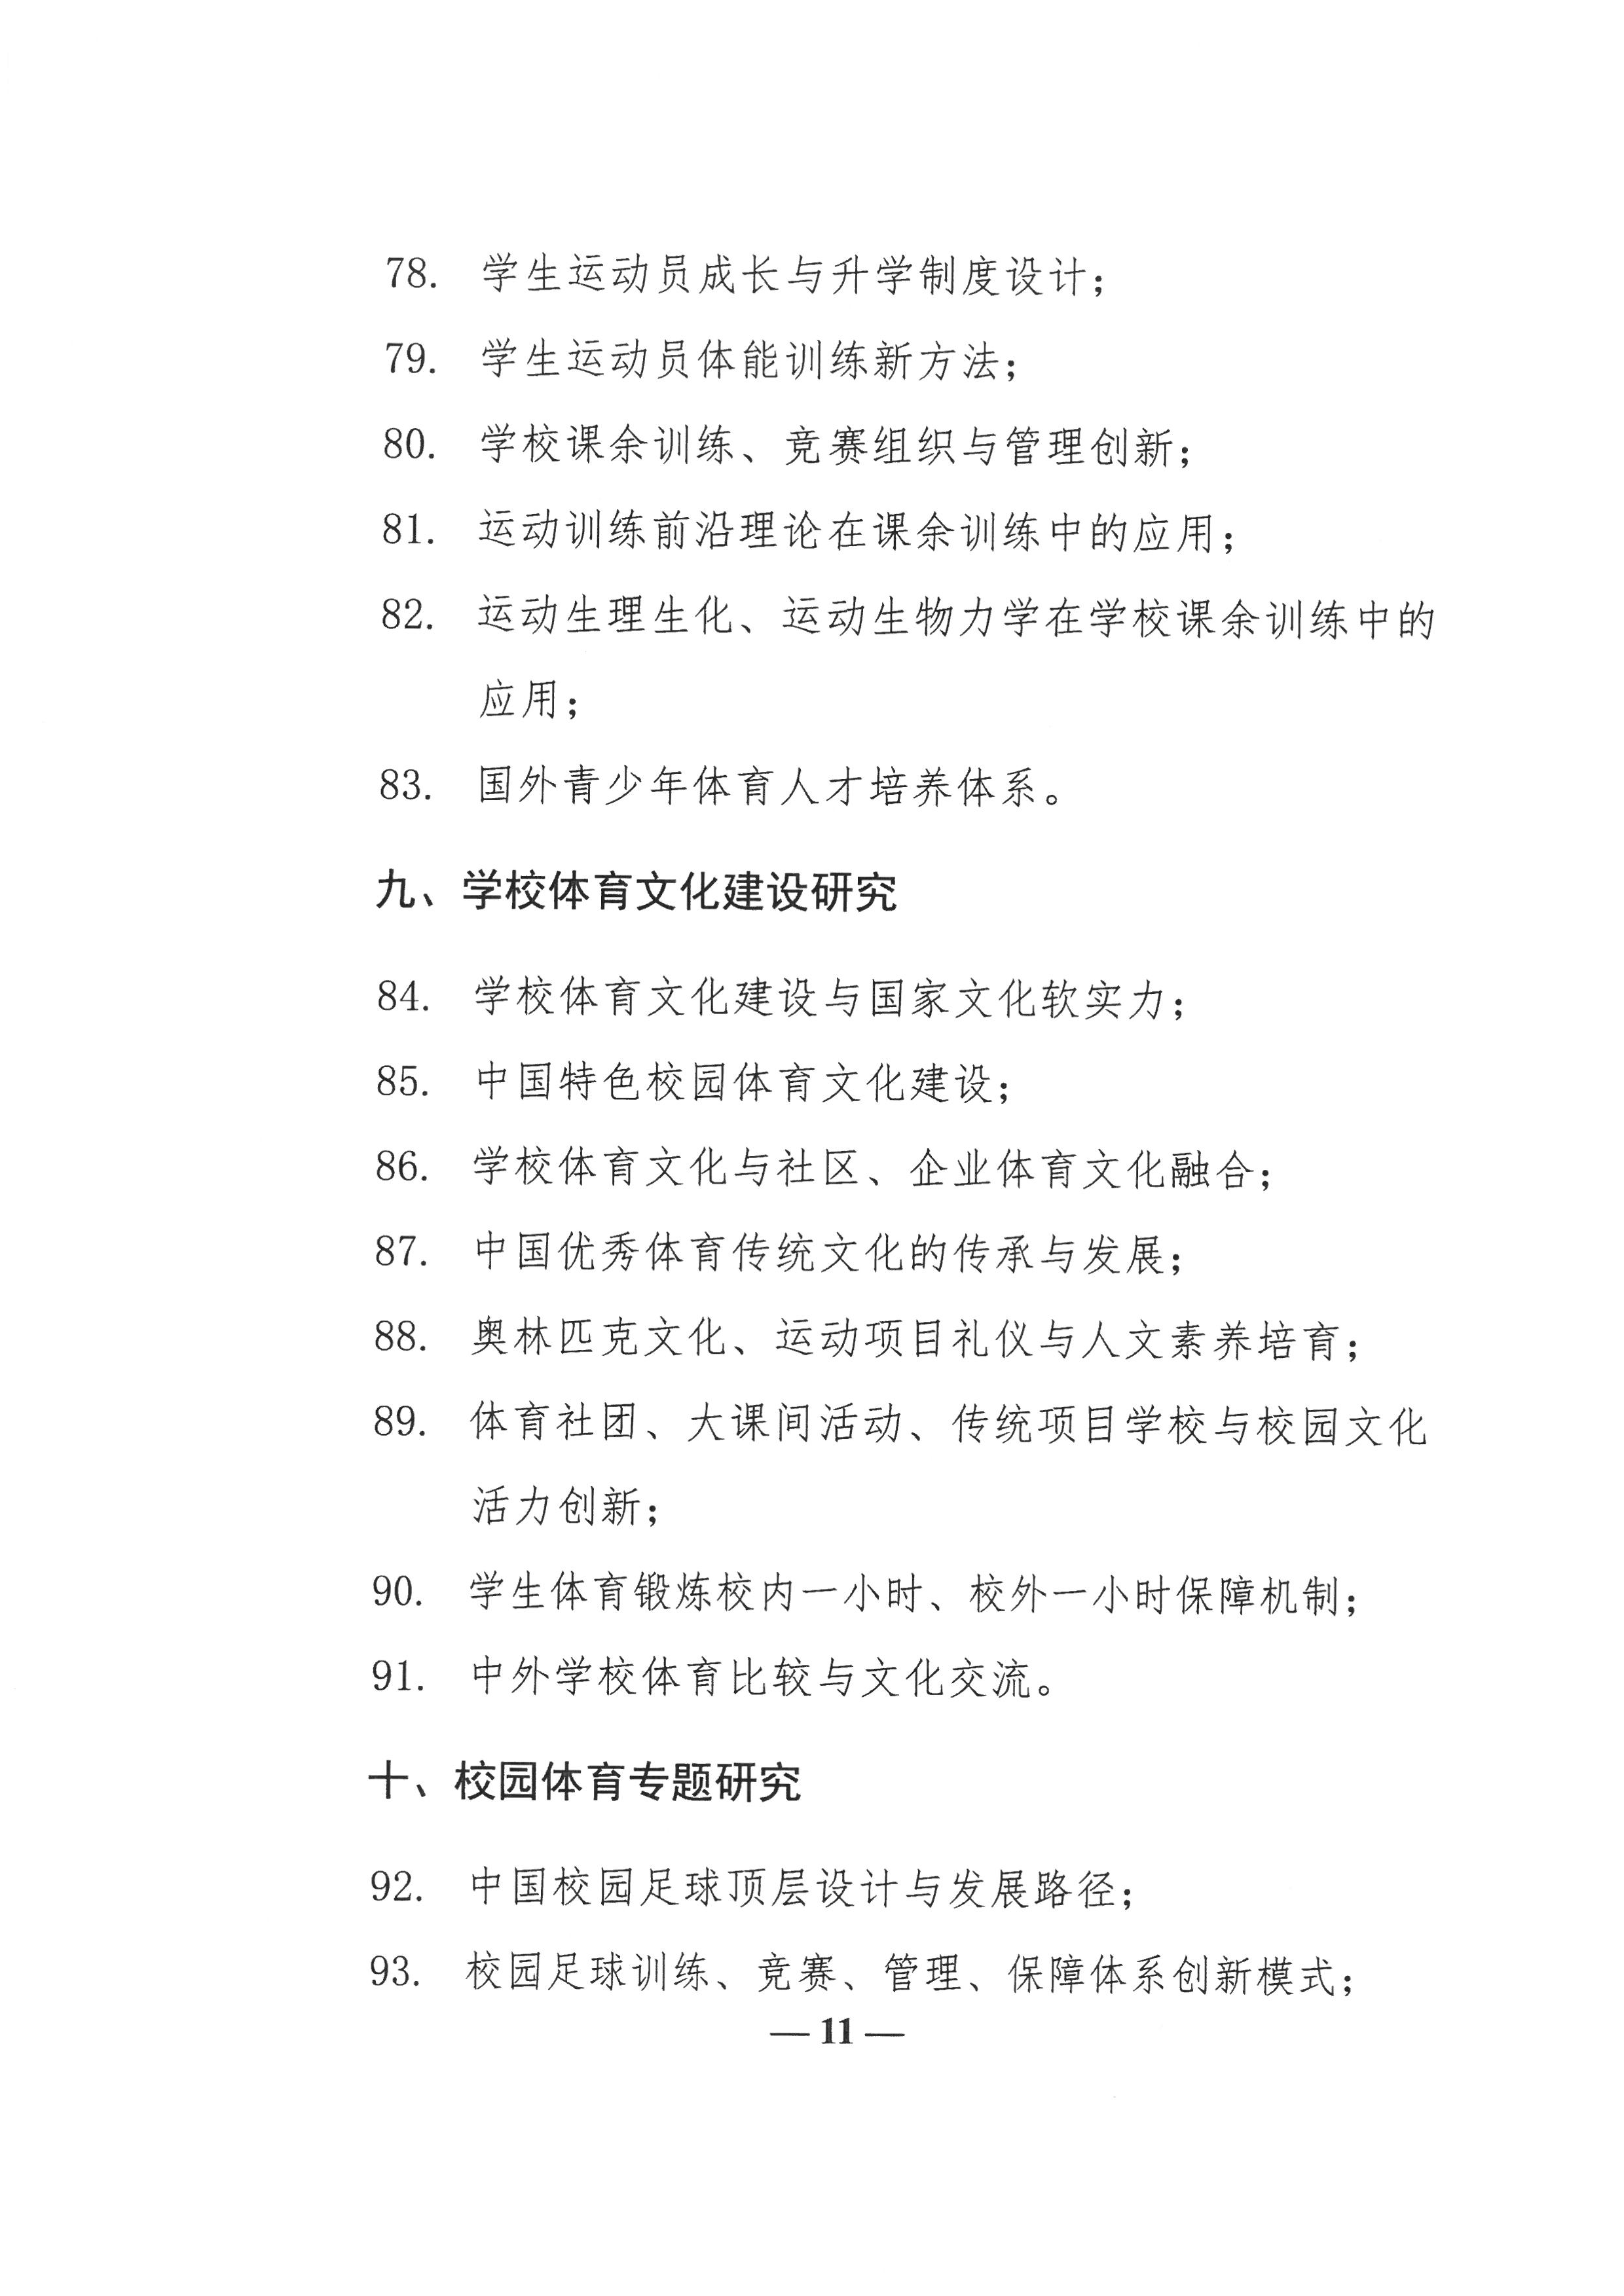 78. 学生运动员成长与升学制度设计；
79. 学生运动员体能训练新方法；
80. 学校课余训练、竞赛组织与管理创新；
81. 运动训练前沿理论在课余训练中的应用；
82. 运动生理生化、运动生物力学在学校课余训练中的
应用；
83. 国外青少年体育人才培养体系。
九、学校体育文化建设研究
84. 学校体育文化建设与国家文化软实力；
85. 中国特色校园体育文化建设；
86. 学校体育文化与社区、企业体育文化融合；
87. 中国优秀体育传统文化的传承与发展；
88. 奥林匹克文化、运动项目礼仪与人文素养培育；
89. 体育社团、大课间活动、传统项目学校与校园文化
活力创新；
90. 学生体育锻炼校内一小时、校外一小时保障机制；
91. 中外学校体育比较与文化交流。
十、校园体育专题研究
92. 中国校园足球顶层设计与发展路径；
93. 校园足球训练、竞赛、管理、保障体系创新模式；
— 11 —